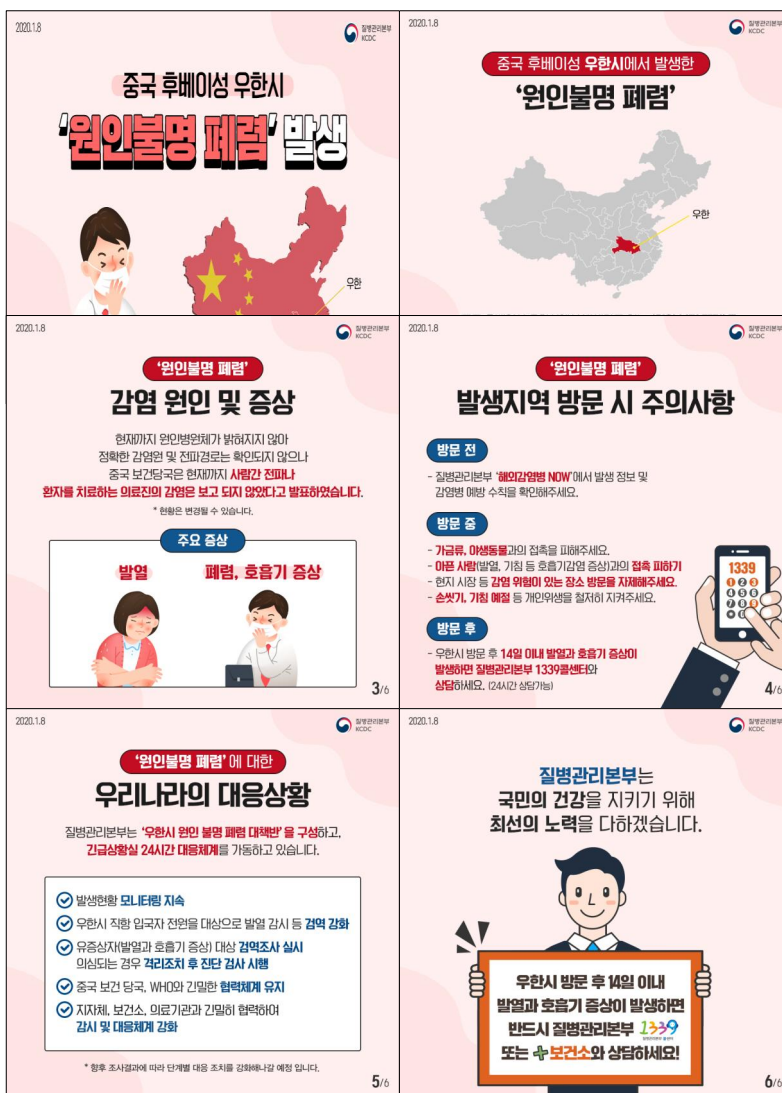 2020.1.8
질병관리본부
KCDC
중국 후베이성 우한시
'원인불명 폐렴' 발생
우한
2020.1.8
질병관리본부
KCDC
중국 후베이성 우한시에서 발생한
'원인불명 폐렴'
우한
2020.1.8
질병관리본부
KCDC
'원인불명 폐렴'
감염 원인 및 증상
현재까지 원인병원체가 밝혀지지 않아
정확한 감염원 및 전파경로는 확인되지 않으나
중국 보건당국은 현재까지 사람간 전파나
환자를 치료하는 의료진의 감염은 보고 되지 않았다고 발표하였습니다.
* 현황은 변경될 수 있습니다.
주요 증상
발열
폐렴, 호흡기 증상
3/6
2020.1.8
질병관리본부
KCDC
'원인불명 폐렴'
발생지역 방문 시 주의사항
방문 전
- 질병관리본부 '해외감염병 NOW'에서 발생 정보 및
감염병 예방 수칙을 확인해주세요.
방문 중
- 가금류, 야생동물과의 접촉을 피해주세요.
- 아픈 사람(발열, 기침 등 호흡기감염 증상)과의 접촉 피하기
- 현지 시장 등 감염 위험이 있는 장소 방문을 자제해주세요.
- 손씻기, 기침 예절 등 개인위생을 철저히 지켜주세요.
1339
1 2 3
4 5 6
7 8 9
방문 후
- 우한시 방문 후 14일 이내 발열과 호흡기 증상이
발생하면 질병관리본부 1339콜센터와
상담하세요. (24시간 상담가능)
4/6
2020.1.8
질병관리본부
KCDC
'원인불명 폐렴'에 대한
우리나라의 대응상황
질병관리본부는 '우한시 원인 불명 폐렴 대책반'을 구성하고,
긴급상황실 24시간 대응체계를 가동하고 있습니다.
발생현황 모니터링 지속
우한시 직항 입국자 전원을 대상으로 발열 감시 등 검역 강화
유증상자(발열과 호흡기 증상) 대상 검역조사 실시
의심되는 경우 격리조치 후 진단 검사 시행
중국 보건 당국, WHO와 긴밀한 협력체계 유지
지자체, 보건소, 의료기관과 긴밀히 협력하여
감시 및 대응체계 강화
* 향후 조사결과에 따라 단계별 대응 조치를 강화해나갈 예정 입니다.
5/6
2020.1.8
질병관리본부
KCDC
질병관리본부는
국민의 건강을 지키기 위해
최선의 노력을 다하겠습니다.
우한시 방문 후 14일 이내
발열과 호흡기 증상이 발생하면
반드시 질병관리본부 1339
또는 보건소와 상담하세요!
6/6